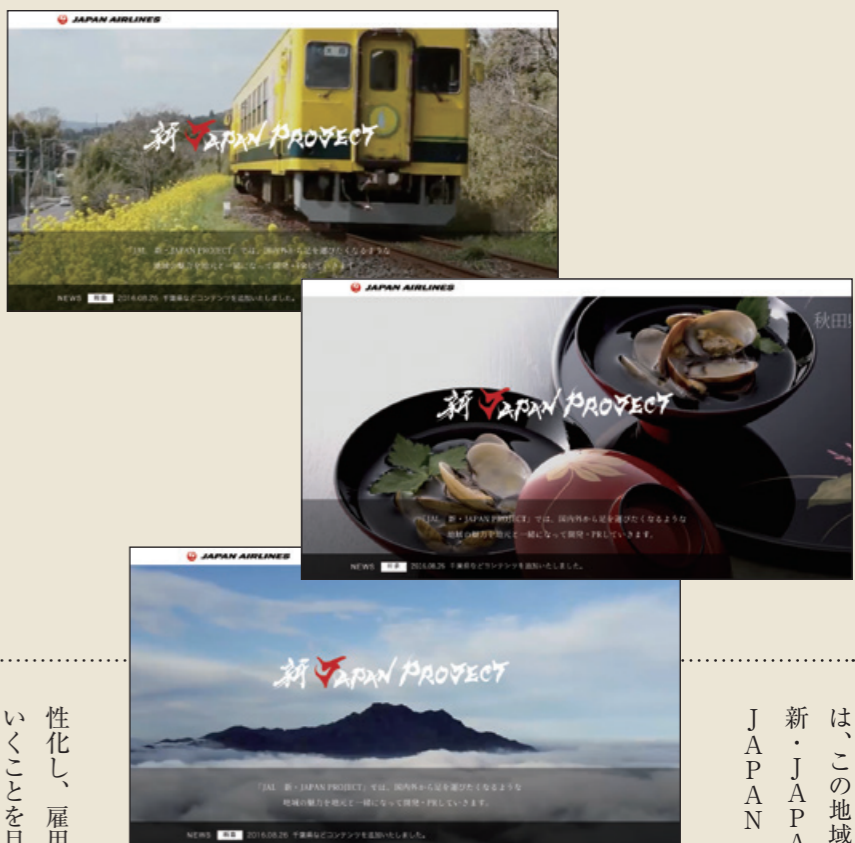 JAPAN AIRLINES
新 JAPAN PROJECT
「JAL 新・JAPAN PROJECT」では、国内外から足を運びたくなるような
地域の魅力を地元と一緒になって開発・PRしていきます。
NEWS 2016.08.26 千葉県などコンテンツを追加いたしました。
JAPAN AIRLINES
秋田
新 JAPAN PROJECT
「JAL 新・JAPAN PROJECT」では、国内外から足を運びたくなるような
地域の魅力を地元と一緒になって開発・PRしていきます。
NEWS 2016.08.26 千葉県などコンテンツを追加いたしました。
JAPAN AIRLINES
新 JAPAN PROJECT
「JAL 新・JAPAN PROJECT」では、国内外から足を運びたくなるような
地域の魅力を地元と一緒になって開発・PRしていきます。
NEWS 2016.08.26 千葉県などコンテンツを追加いたしました。
は、この地域
新・JAPA
JAPAN
性化し、雇用
いくことを目